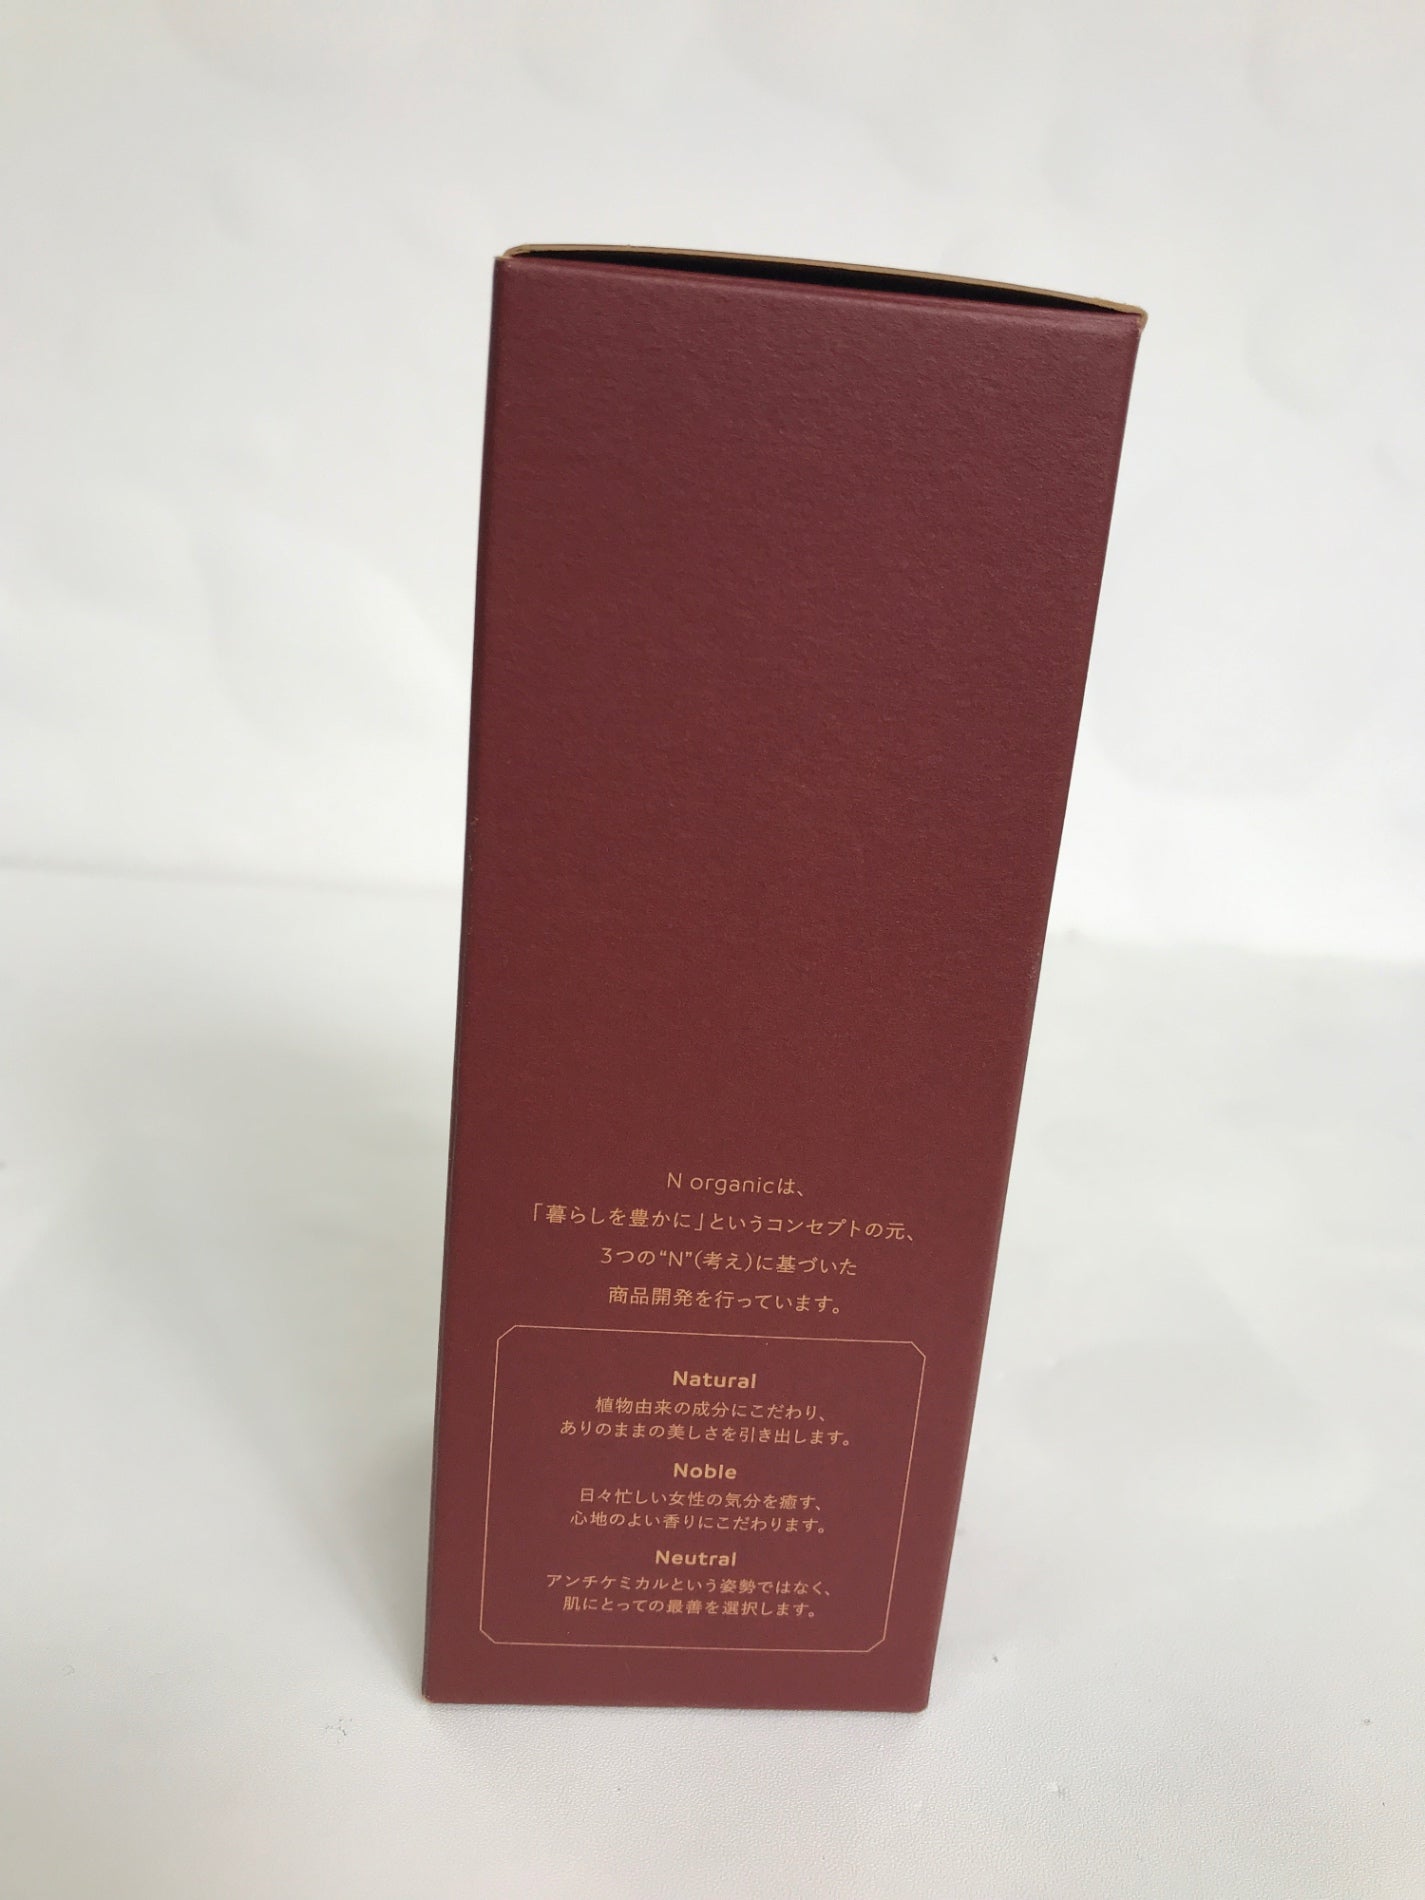 N organicは、
「暮らしを豊かに」というコンセプトの元、
3つの“N”(考え)に基づいた
商品開発を行っています。
Natural
植物由来の成分にこだわり、
ありのままの美しさを引き出します。
Noble
日々忙しい女性の気分を癒す、
心地のよい香りにこだわります。
Neutral
アンチケミカルという姿勢ではなく、
肌にとっての最善を選択します。